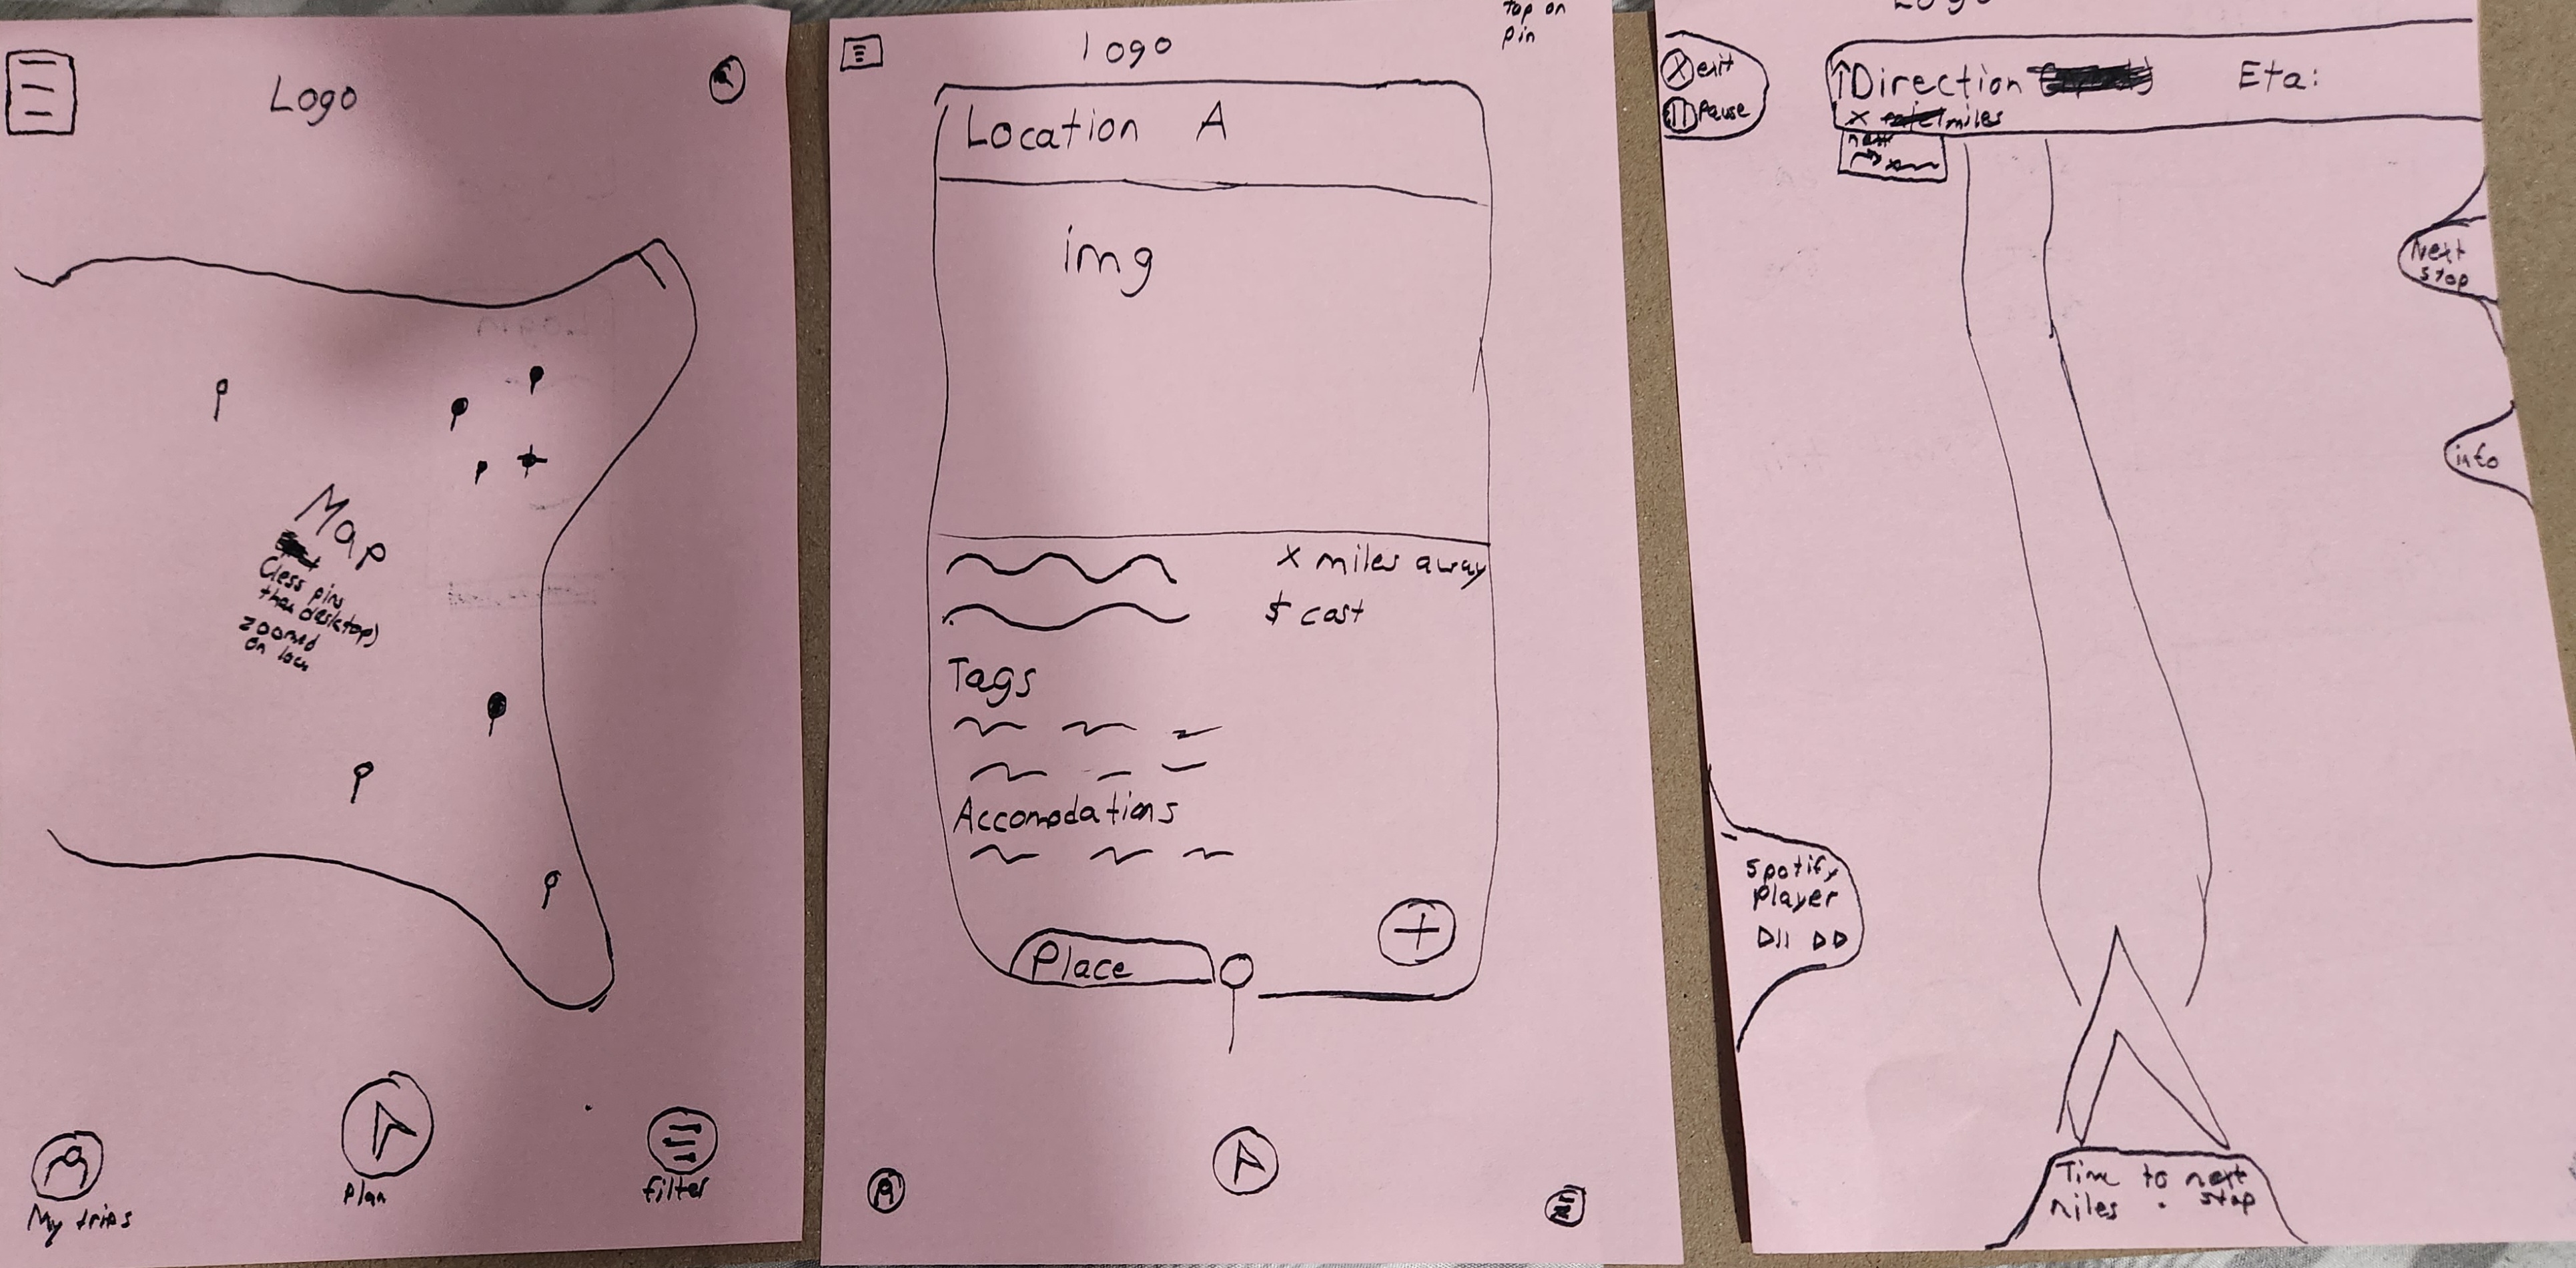 Logo
Map
(less pins
than desktop)
zoomed
on loca
My trips
Plan
filter
tap on
pin
logo
Location A
img
x miles away
$ cost
Tags
Accomodations
Place
Logo
exit
Pause
Direction
Eta:
x miles
next
Next
stop
info
Spotify
Player
Time to next
stop
miles